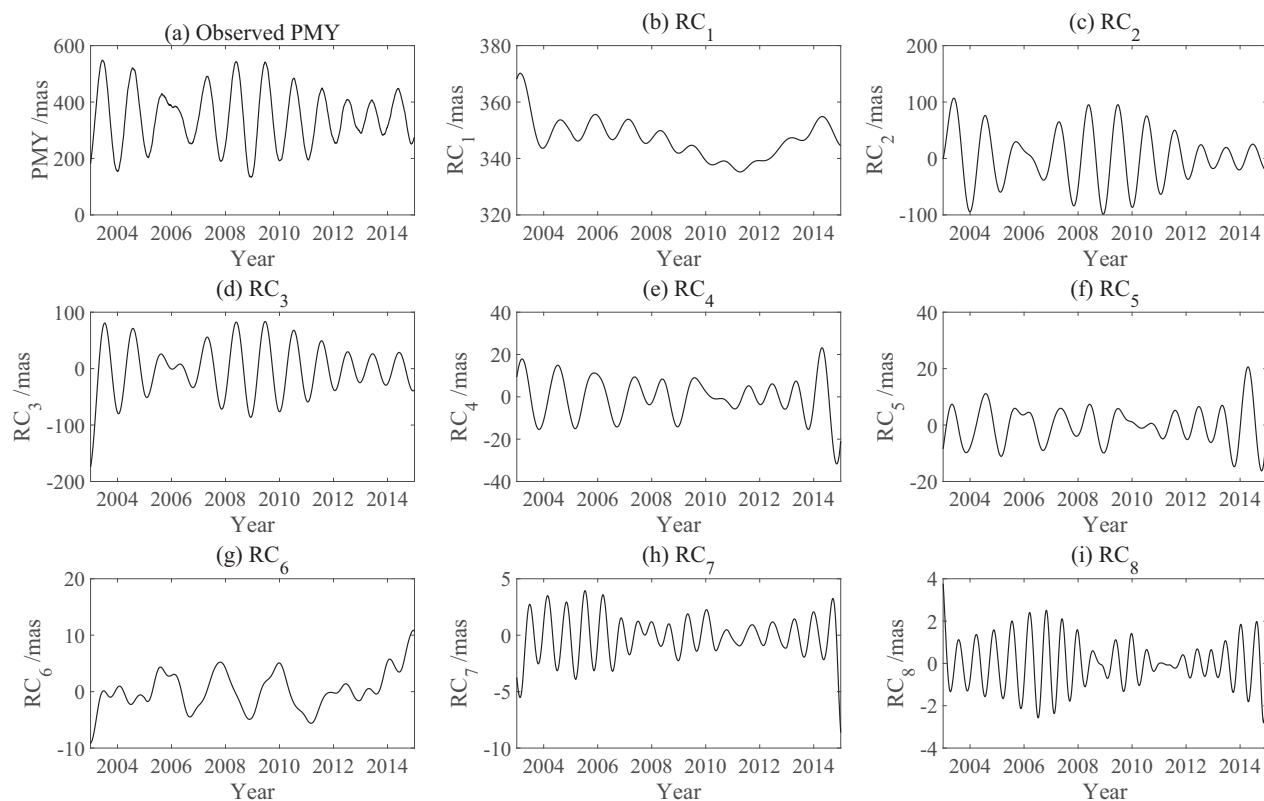 (a) Observed PMY
600
400
200
0
PMY /mas
2004 2006 2008 2010 2012 2014
Year
(b) RC₁
380
360
340
320
RC₁ /mas
2004 2006 2008 2010 2012 2014
Year
(c) RC₂
200
100
0
-100
RC₂ /mas
2004 2006 2008 2010 2012 2014
Year
(d) RC₃
100
0
-100
-200
RC₃ /mas
2004 2006 2008 2010 2012 2014
Year
(e) RC₄
40
20
0
-20
-40
RC₄ /mas
2004 2006 2008 2010 2012 2014
Year
(f) RC₅
40
20
0
-20
RC₅ /mas
2004 2006 2008 2010 2012 2014
Year
(g) RC₆
20
10
0
-10
RC₆ /mas
2004 2006 2008 2010 2012 2014
Year
(h) RC₇
5
0
-5
-10
RC₇ /mas
2004 2006 2008 2010 2012 2014
Year
(i) RC₈
4
2
0
-2
-4
RC₈ /mas
2004 2006 2008 2010 2012 2014
Year